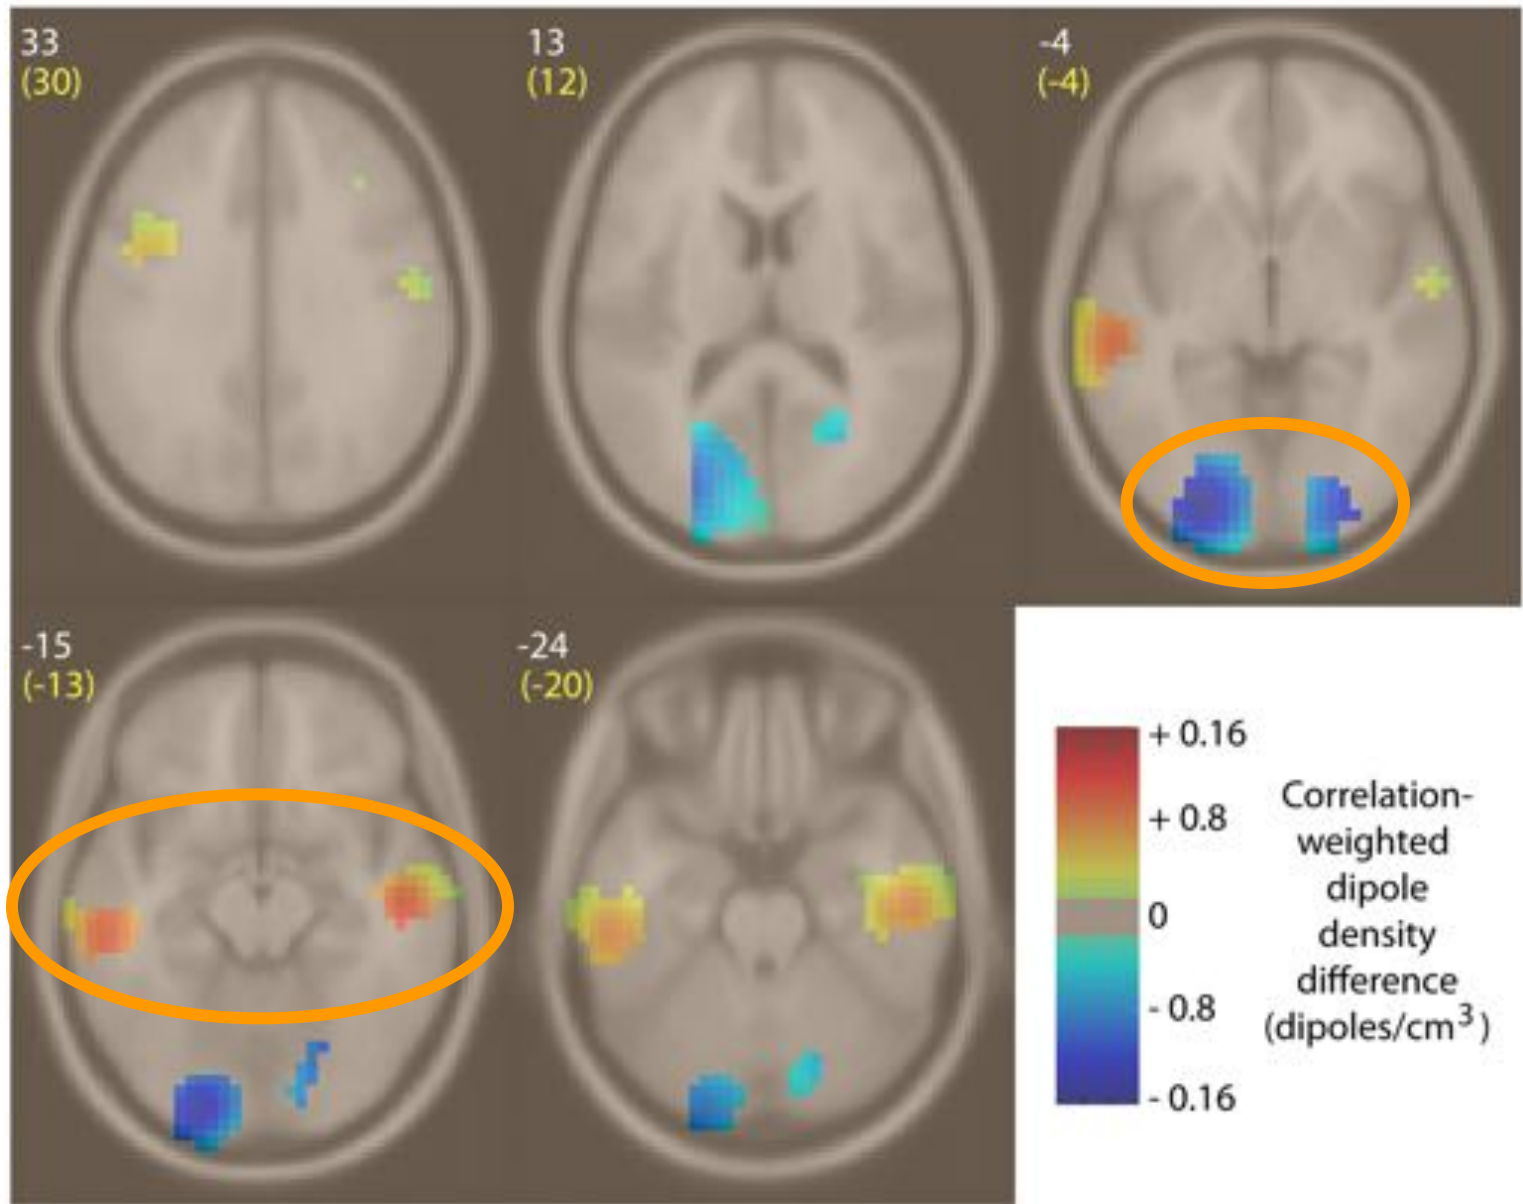 33
(30)
13
(12)
-4
(-4)
-15
(-13)
-24
(-20)
+ 0.16
+ 0.8
0
- 0.8
- 0.16
Correlation-
weighted
dipole
density
difference
(dipoles/cm³)